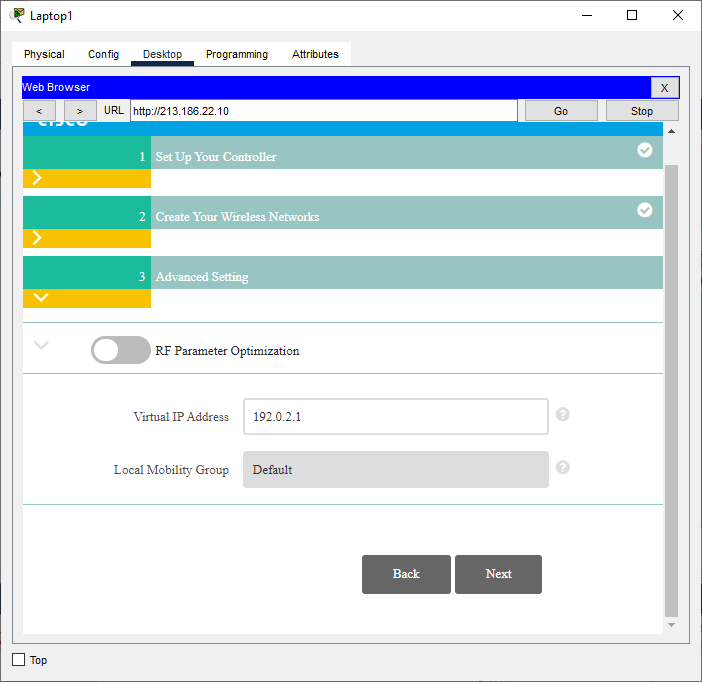 Laptop1
Physical Config Desktop Programming Attributes
Web Browser X
< > URL http://213.186.22.10 Go Stop
1 Set Up Your Controller
2 Create Your Wireless Networks
3 Advanced Setting
RF Parameter Optimization
Virtual IP Address 192.0.2.1 ?
Local Mobility Group Default ?
Back Next
Top